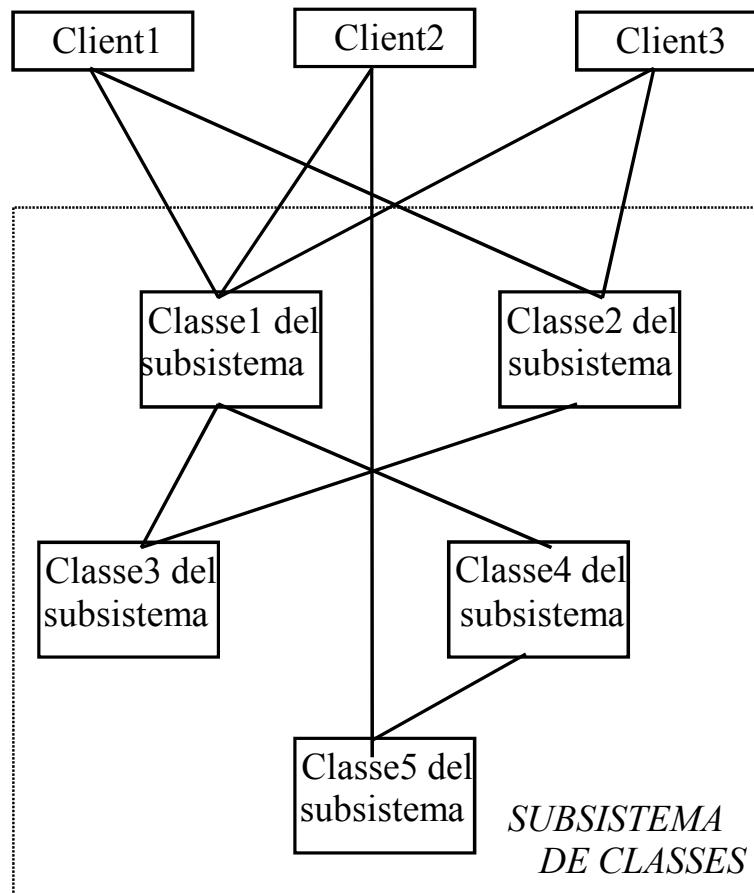 Client1
Client2
Client3
Classe1 del
subsistema
Classe2 del
subsistema
Classe3 del
subsistema
Classe4 del
subsistema
Classe5 del
subsistema
SUBSISTEMA
DE CLASSES